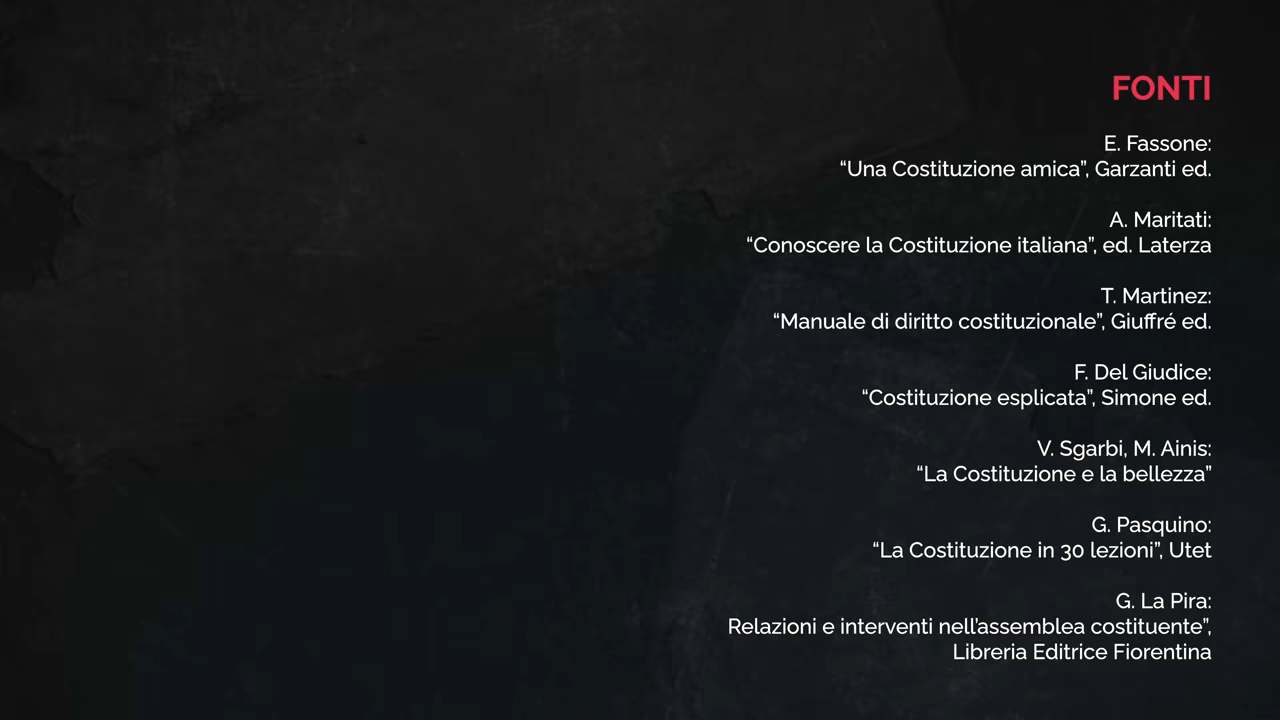 FONTI
E. Fassone:
“Una Costituzione amica”, Garzanti ed.
A. Maritati:
“Conoscere la Costituzione italiana”, ed. Laterza
T. Martinez:
“Manuale di diritto costituzionale”, Giuffré ed.
F. Del Giudice:
“Costituzione esplicata”, Simone ed.
V. Sgarbi, M. Ainis:
“La Costituzione e la bellezza”
G. Pasquino:
“La Costituzione in 30 lezioni”, Utet
G. La Pira:
Relazioni e interventi nell’assemblea costituente”,
Libreria Editrice Fiorentina